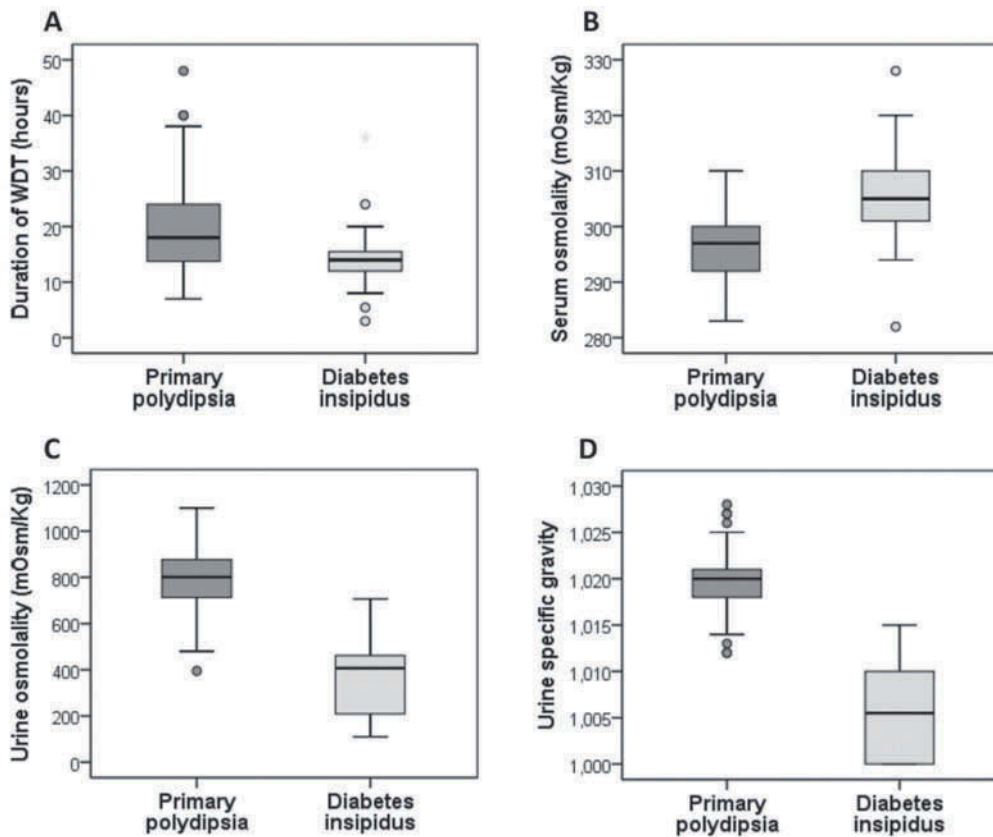 A
Duration of WDT (hours)
50
40
30
20
10
0
Primary
polydipsia
Diabetes
insipidus
B
Serum osmolality (mOsm/Kg)
330
320
310
300
290
280
Primary
polydipsia
Diabetes
insipidus
C
Urine osmolality (mOsm/Kg)
1200
1000
800
600
400
200
0
Primary
polydipsia
Diabetes
insipidus
D
Urine specific gravity
1,030
1,025
1,020
1,015
1,010
1,005
1,000
Primary
polydipsia
Diabetes
insipidus